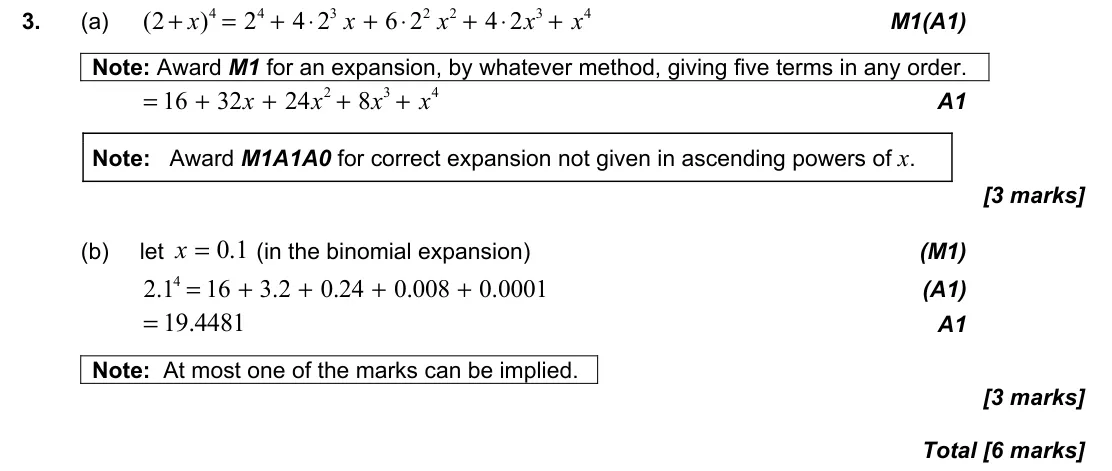 3. (a) (2+x)⁴ = 2⁴ + 4·2³ x + 6·2² x² + 4·2x³ + x⁴ M1(A1)
Note: Award M1 for an expansion, by whatever method, giving five terms in any order.
= 16 + 32x + 24x² + 8x³ + x⁴ A1
Note: Award M1A1A0 for correct expansion not given in ascending powers of x.
[3 marks]
(b) let x = 0.1 (in the binomial expansion) (M1)
2.1⁴ = 16 + 3.2 + 0.24 + 0.008 + 0.0001 (A1)
= 19.4481 A1
Note: At most one of the marks can be implied.
[3 marks]
Total [6 marks]